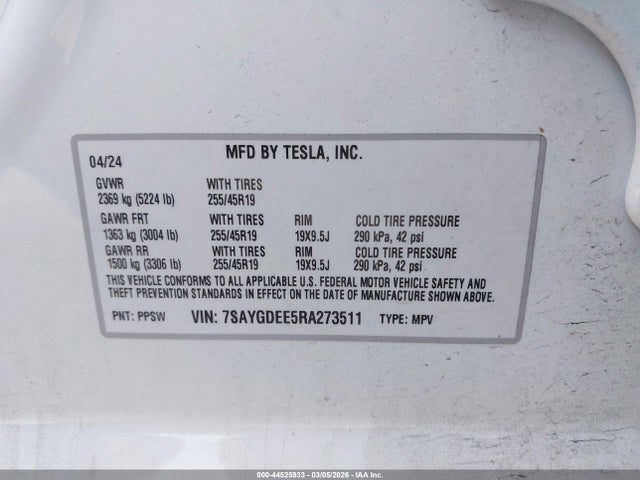 MFD BY TESLA, INC.
04/24
GVWR WITH TIRES
2369 kg (5224 lb) 255/45R19
GAWR FRT WITH TIRES RIM COLD TIRE PRESSURE
1363 kg (3004 lb) 255/45R19 19X9.5J 290 kPa, 42 psi
GAWR RR WITH TIRES RIM COLD TIRE PRESSURE
1500 kg (3306 lb) 255/45R19 19X9.5J 290 kPa, 42 psi
THIS VEHICLE CONFORMS TO ALL APPLICABLE U.S. FEDERAL MOTOR VEHICLE SAFETY AND
THEFT PREVENTION STANDARDS IN EFFECT ON THE DATE OF MANUFACTURE SHOWN ABOVE.
PNT: PPSW VIN: 7SAYGDEE5RA273511 TYPE: MPV
000-44525933 - 03/05/2026 - IAA Inc.